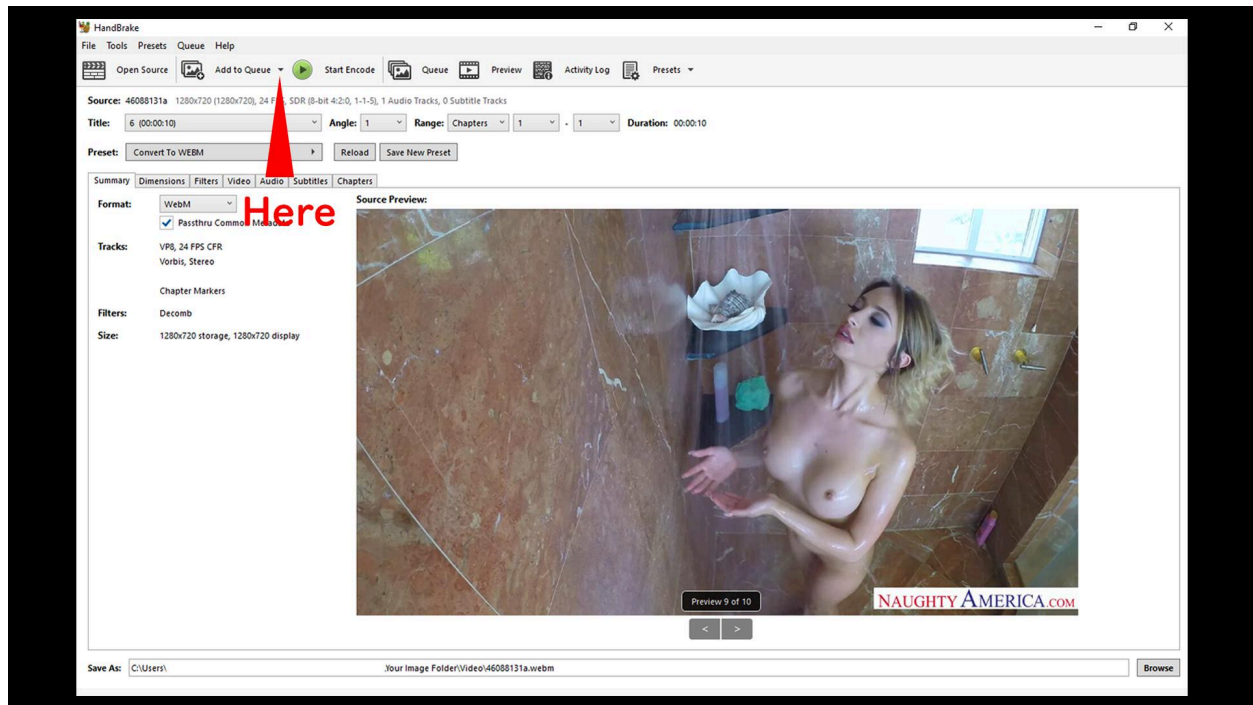 HandBrake
File Tools Presets Queue Help
Open Source Add to Queue Start Encode Queue Preview Activity Log Presets
Source: 46088131a 1280x720 (1280x720), 24 F SDR (8-bit 4:2:0, 1-1-5), 1 Audio Tracks, 0 Subtitle Tracks
Title: 6 (00:00:10) Angle: 1 Range: Chapters 1 - 1 Duration: 00:00:10
Preset: Convert To WEBM Reload Save New Preset
Summary Dimensions Filters Video Audio Subtitles Chapters
Format: WebM
Here
Source Preview:
Passthru Common
Tracks: VP8, 24 FPS CFR
Vorbis, Stereo
Chapter Markers
Filters: Decomb
Size: 1280x720 storage, 1280x720 display
Preview 9 of 10
NAUGHTY AMERICA.COM
< >
Save As: C:\Users\ .Your Image Folder\Video\46088131a.webm Browse